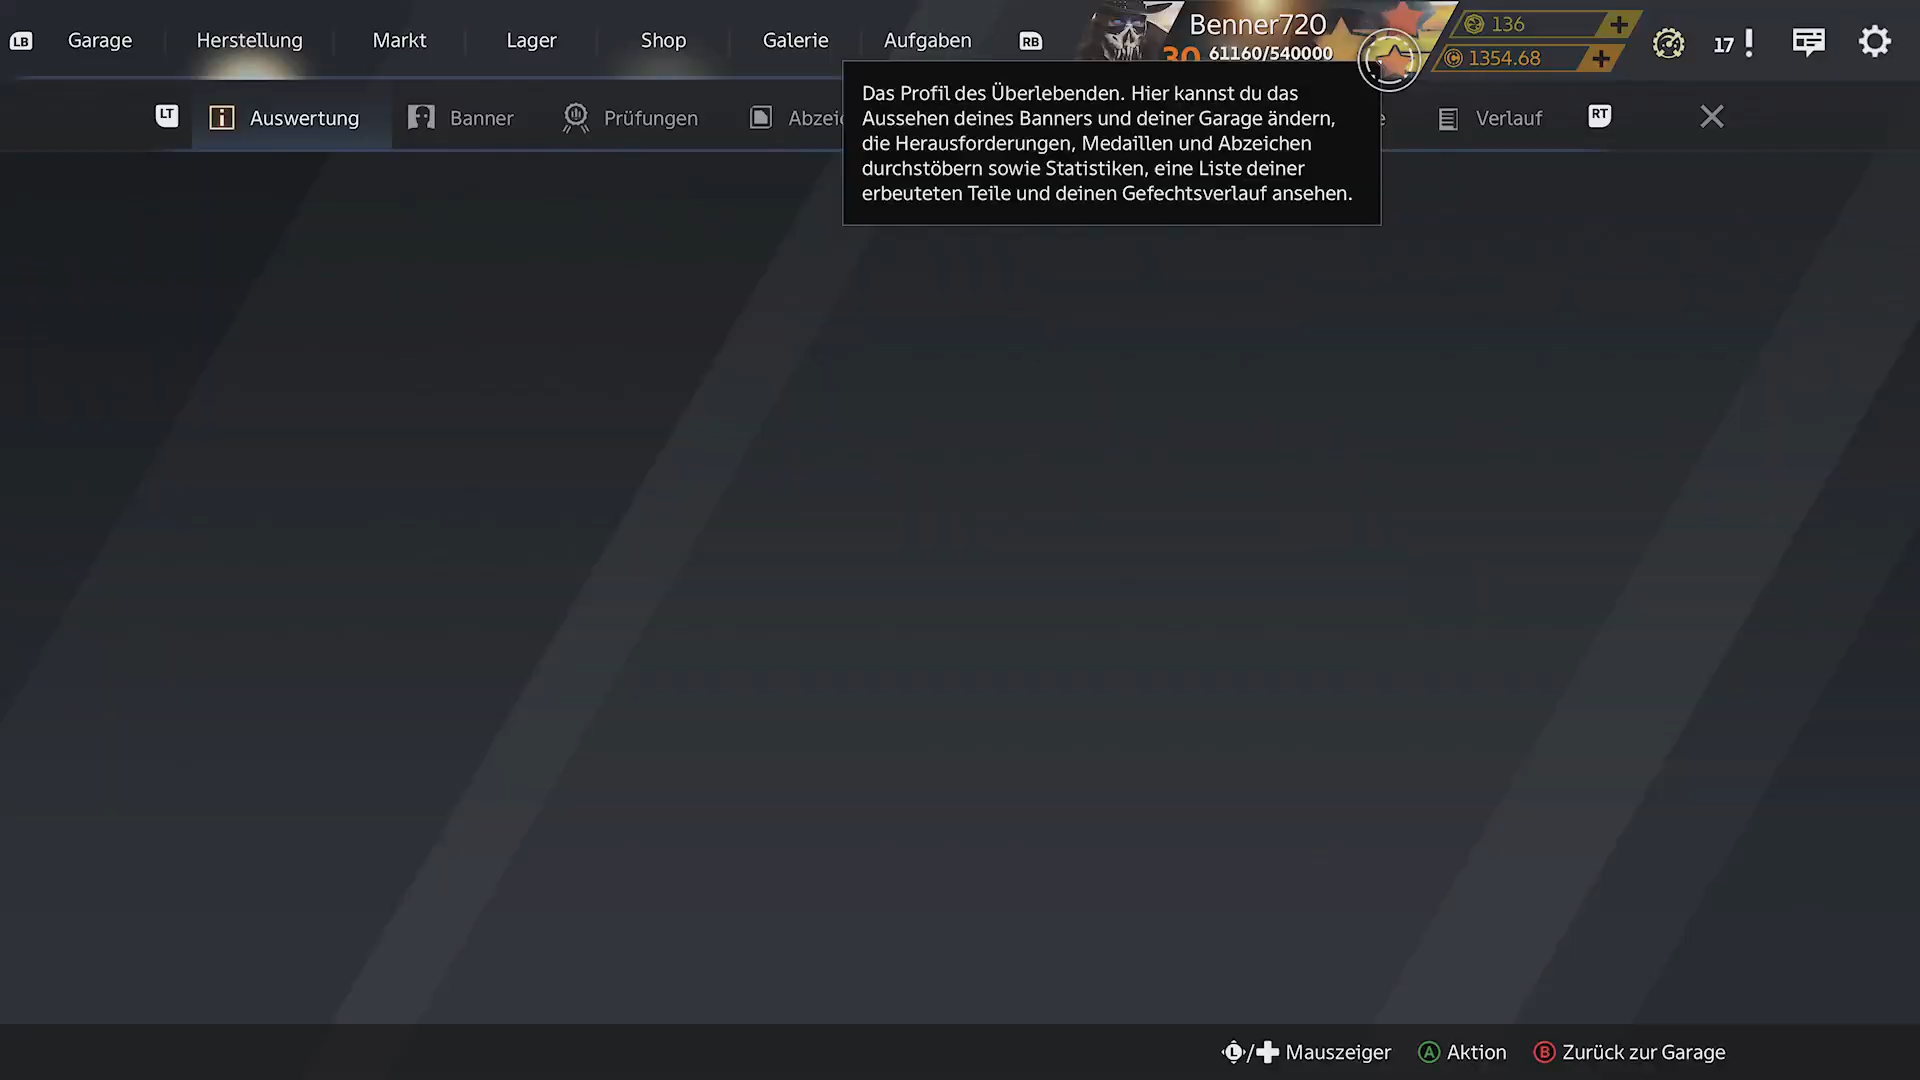 LB Garage Herstellung Markt Lager Shop Galerie Aufgaben RB
Benner720
30 61160/540000
136
1354.68
17
LT Auswertung Banner Prüfungen Verlauf RT
Das Profil des Überlebenden. Hier kannst du das
Aussehen deines Banners und deiner Garage ändern,
die Herausforderungen, Medaillen und Abzeichen
durchstöbern sowie Statistiken, eine Liste deiner
erbeuteten Teile und deinen Gefechtsverlauf ansehen.
L/ Mauszeiger A Aktion B Zurück zur Garage